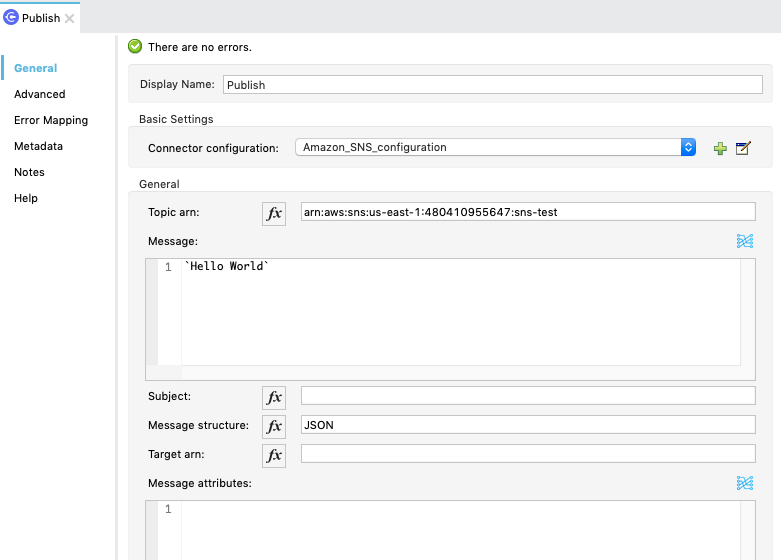 Publish
There are no errors.
General
Advanced
Error Mapping
Metadata
Notes
Help
Display Name: Publish
Basic Settings
Connector configuration: Amazon_SNS_configuration
General
Topic arn: fx arn:aws:sns:us-east-1:480410955647:sns-test
Message:
1 `Hello World`
Subject: fx
Message structure: fx JSON
Target arn: fx
Message attributes:
1